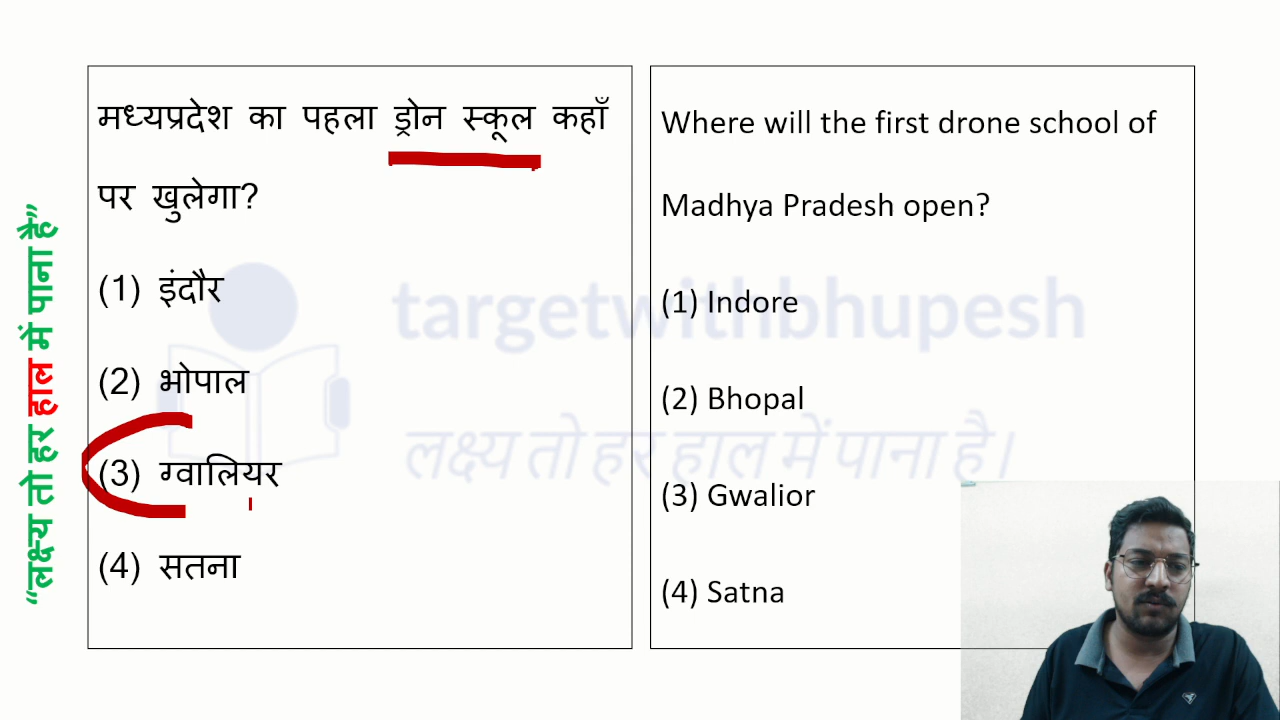 “लक्ष्य तो हर हाल में पाना है”
मध्यप्रदेश का पहला ड्रोन स्कूल कहाँ
पर खुलेगा?
(1) इंदौर
(2) भोपाल
(3) ग्वालियर
(4) सतना
Where will the first drone school of
Madhya Pradesh open?
(1) Indore
(2) Bhopal
(3) Gwalior
(4) Satna
targetwithbhupesh
लक्ष्य तो हर हाल में पाना है।